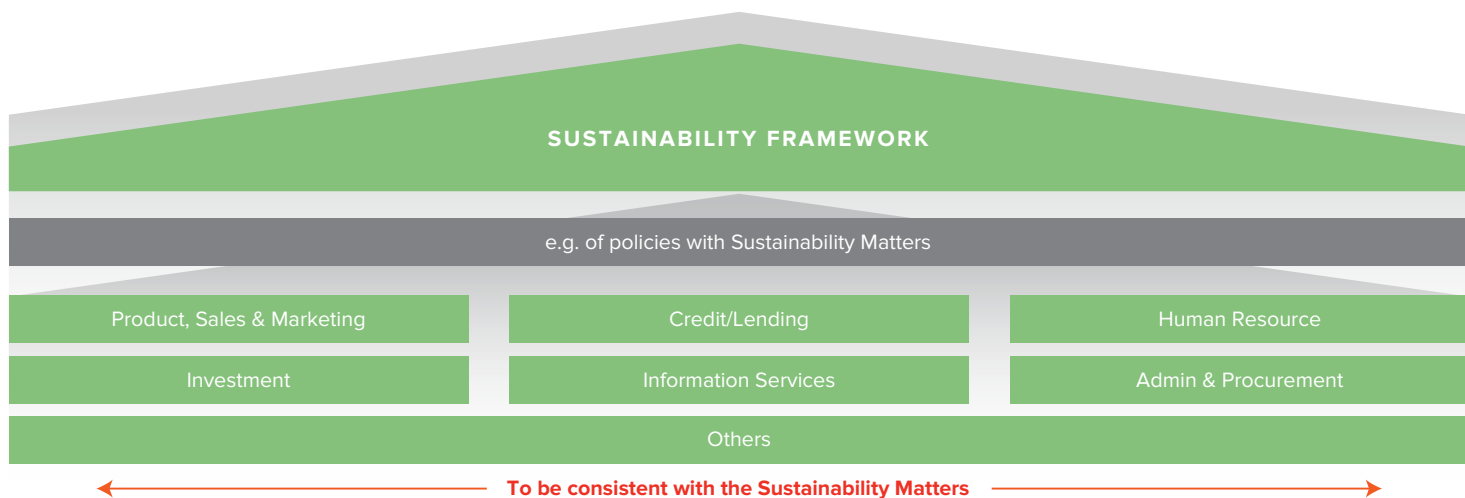 SUSTAINABILITY FRAMEWORK
e.g. of policies with Sustainability Matters
Product, Sales & Marketing
Credit/Lending
Human Resource
Investment
Information Services
Admin & Procurement
Others
To be consistent with the Sustainability Matters